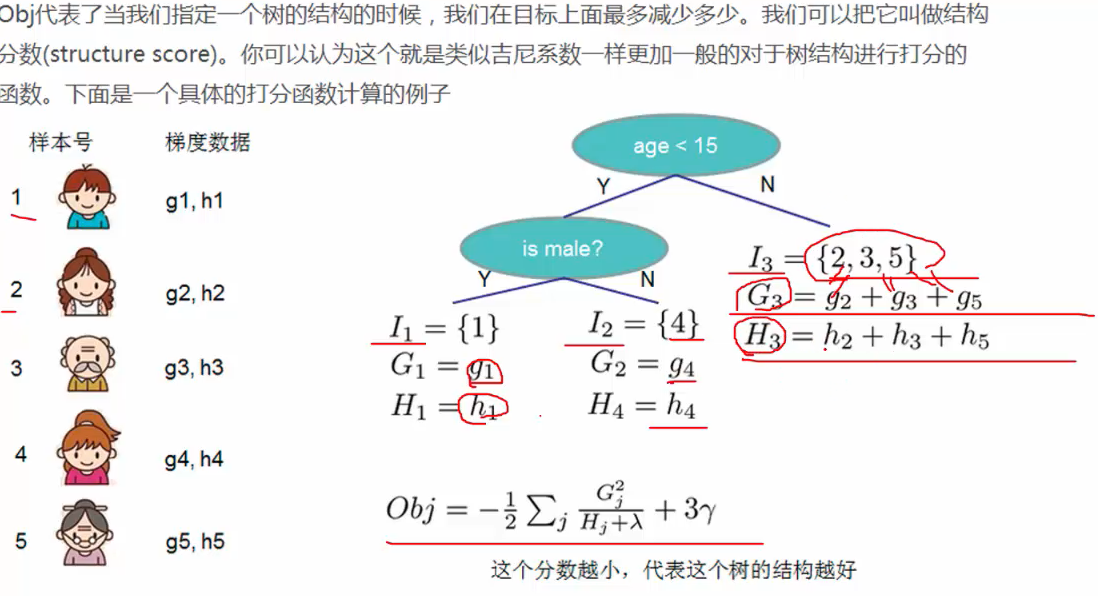 Obj代表了当我们指定一个树的结构的时候，我们在目标上面最多减少多少。我们可以把它叫做结构
分数(structure score)。你可以认为这个就是类似吉尼系数一样更加一般的对于树结构进行打分的
函数。下面是一个具体的打分函数计算的例子
样本号 梯度数据
1 g1, h1
2 g2, h2
3 g3, h3
4 g4, h4
5 g5, h5
age < 15
Y N
is male?
Y N
I₁ = {1}
G₁ = g₁
H₁ = h₁
I₂ = {4}
G₂ = g₄
H₄ = h₄
I₃ = {2, 3, 5}
G₃ = g₂ + g₃ + g₅
H₃ = h₂ + h₃ + h₅
Obj = −½ ∑ⱼ Gⱼ²/(Hⱼ+λ) + 3γ
这个分数越小，代表这个树的结构越好